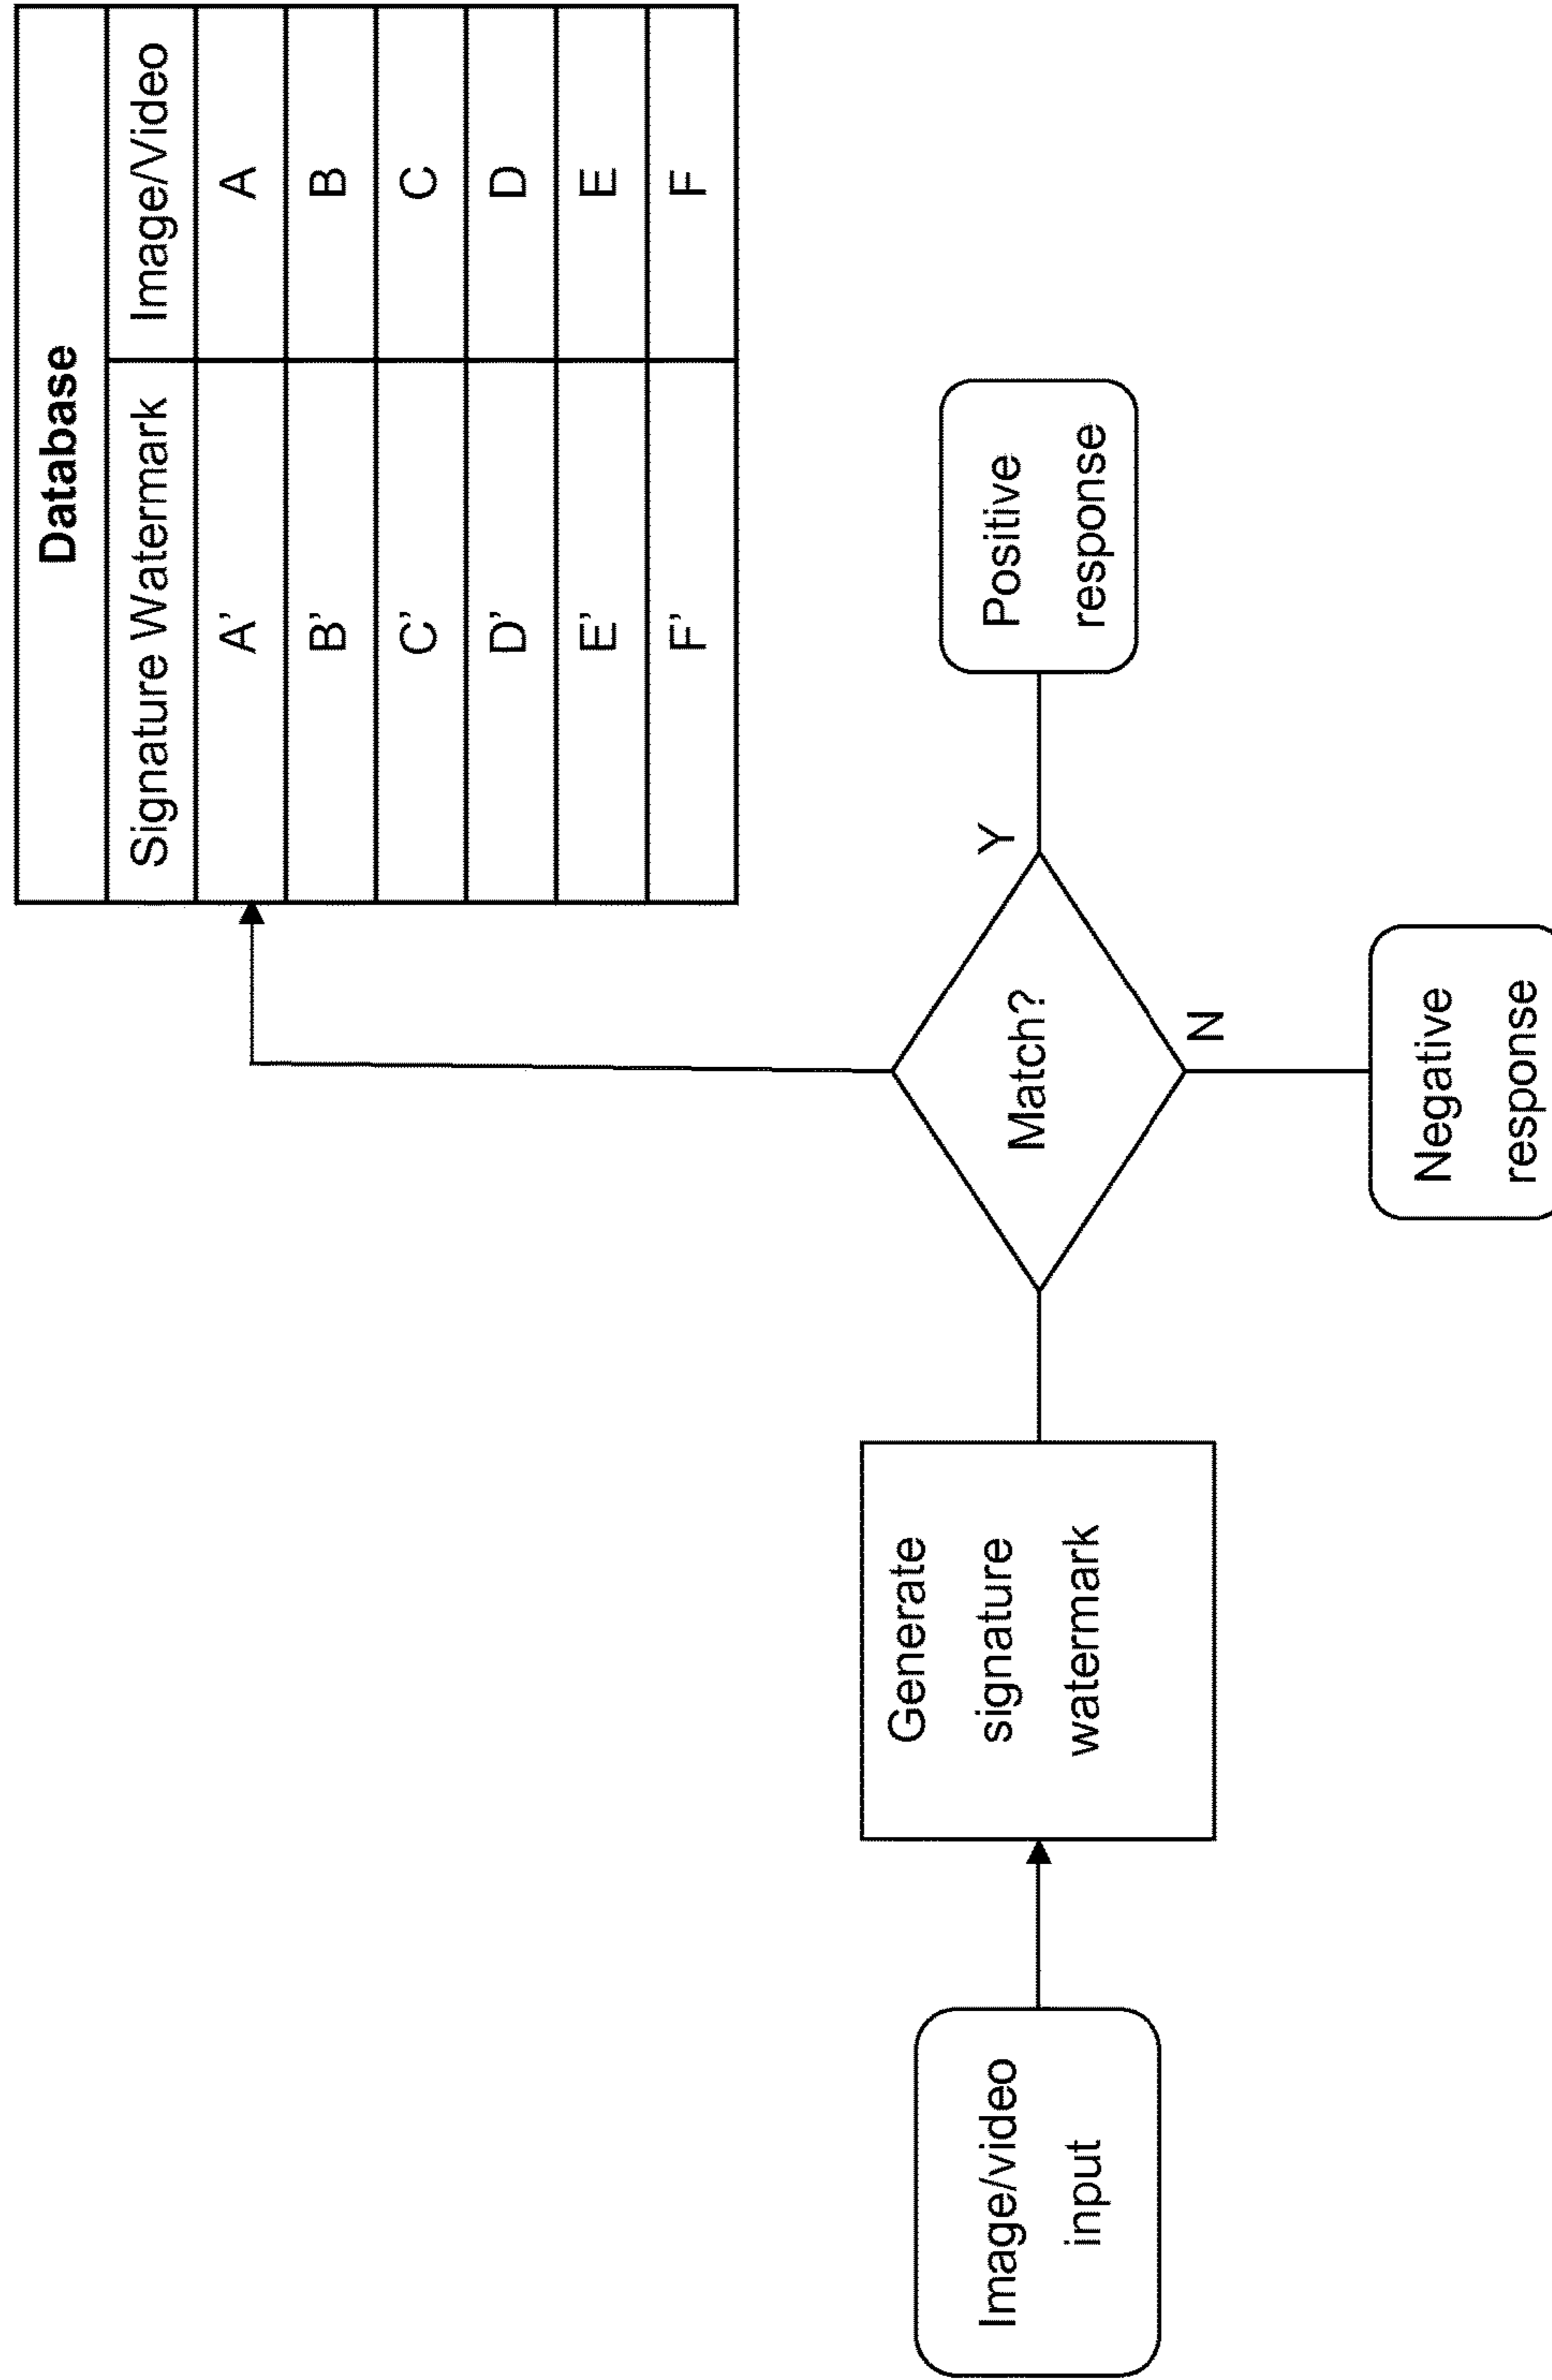 Database
Signature Watermark Image/Video
A' A
B' B
C' C
D' D
E' E
F' F
Image/video
input
Generate
signature
watermark
Match?
Y
N
Positive
response
Negative
response